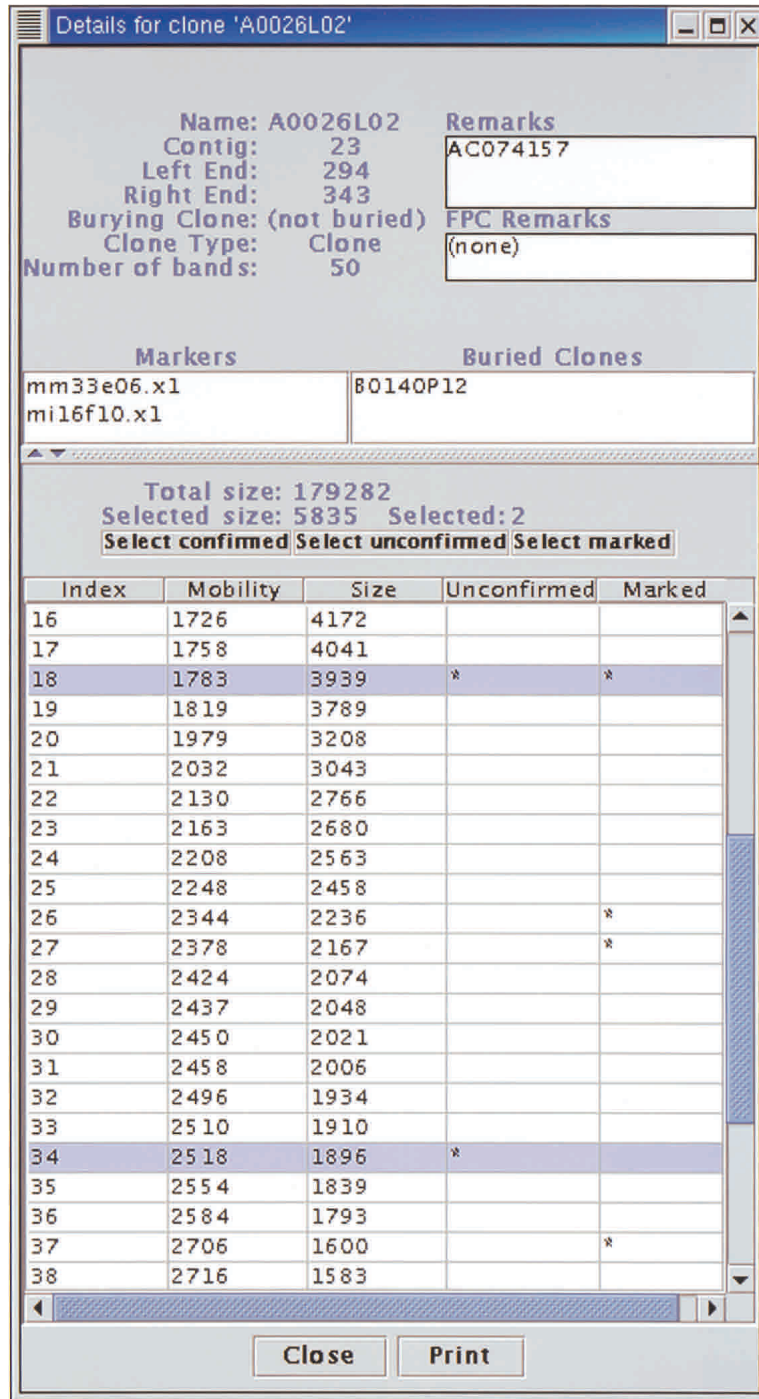 Details for clone 'A0026L02'
Name: A0026L02 Remarks
Contig: 23 AC074157
Left End: 294
Right End: 343
Burying Clone: (not buried) FPC Remarks
Clone Type: Clone (none)
Number of bands: 50
Markers Buried Clones
mm33e06.x1 B0140P12
mi16f10.x1
Total size: 179282
Selected size: 5835 Selected: 2
Select confirmed Select unconfirmed Select marked
Index Mobility Size Unconfirmed Marked
16 1726 4172
17 1758 4041
18 1783 3939 * *
19 1819 3789
20 1979 3208
21 2032 3043
22 2130 2766
23 2163 2680
24 2208 2563
25 2248 2458
26 2344 2236 *
27 2378 2167 *
28 2424 2074
29 2437 2048
30 2450 2021
31 2458 2006
32 2496 1934
33 2510 1910
34 2518 1896 *
35 2554 1839
36 2584 1793
37 2706 1600 *
38 2716 1583
Close Print